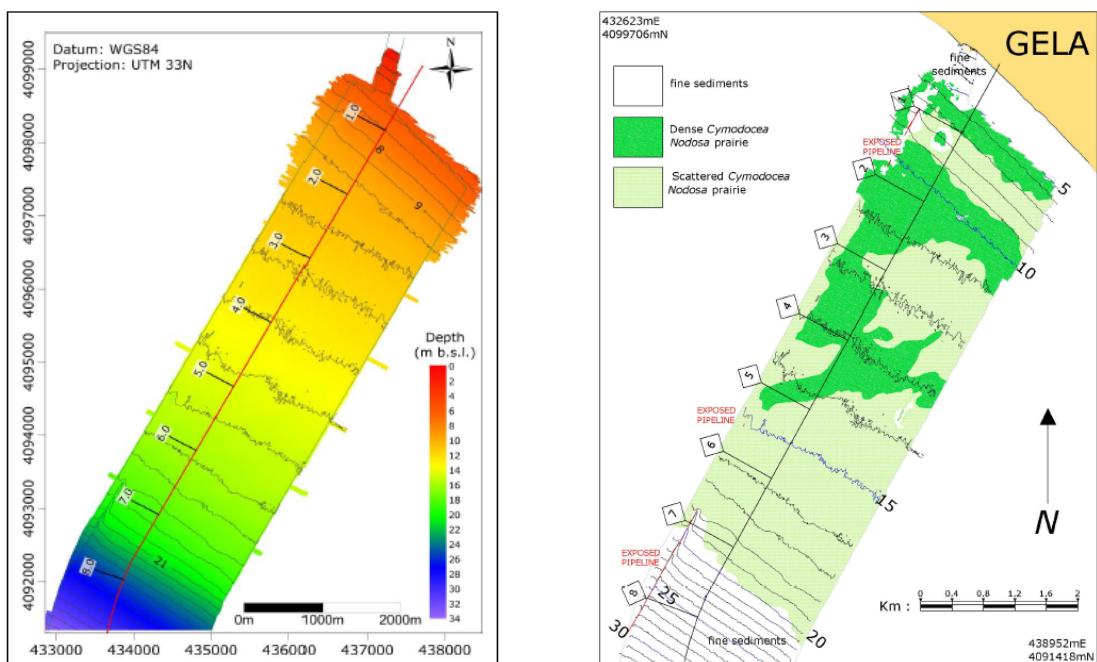 Datum: WGS84
Projection: UTM 33N
N
4099000
4098000
4097000
4096000
4095000
4094000
4093000
4092000
1.0
8
2.0
9
3.0
4.0
5.0
6.0
7.0
21
8.0
Depth
(m b.s.l.)
0
2
4
6
8
10
12
14
16
18
20
22
24
26
28
30
32
34
0m 1000m 2000m
433000 434000 435000 436000 437000 438000
432623mE
4099706mN
GELA
fine
sediments
fine sediments
Dense Cymodocea
Nodosa prairie
Scattered Cymodocea
Nodosa prairie
1
EXPOSED
PIPELINE
2
5
3
10
4
5
EXPOSED
PIPELINE
6
15
7
N
EXPOSED
PIPELINE
8
25
Km :
0 0,4 0,8 1,2 1,6 2
30
fine sediments
20
438952mE
4091418mN